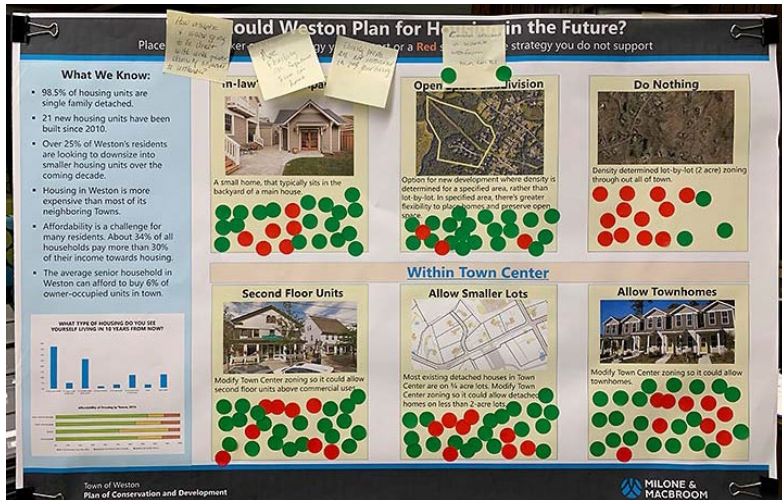 ould Weston Plan for Hous in the Future?
Place ker or a Red strategy you do not support
What We Know:
98.5% of housing units are
single family detached.
21 new housing units have been
built since 2010.
Over 25% of Weston's residents
are looking to downsize into
smaller housing units over the
coming decade.
Housing in Weston is more
expensive than most of its
neighboring Towns.
Affordability is a challenge for
many residents. About 34% of all
households pay more than 30%
of their income towards housing.
The average senior household in
Weston can afford to buy 6% of
owner-occupied units in town.
WHAT TYPE OF HOUSING DO YOU SEE
YOURSELF LIVING IN 10 YEARS FROM NOW?
In-law
A small home, that typically sits in the
backyard of a main house.
Open Space Subdivision
Option for new development where density is
determined for a specified area, rather than
lot-by-lot. In specified area, there's greater
flexibility to place homes and preserve open
space.
Do Nothing
Density determined lot-by-lot (2 acre) zoning
through out all of town.
Within Town Center
Second Floor Units
Modify Town Center zoning so it could allow
second floor units above commercial uses
Allow Smaller Lots
Most existing detached houses in Town
Center are on ¾ acre lots. Modify Town
Center zoning so it could allow detached
homes on less than 2-acre lots
Allow Townhomes
Modify Town Center zoning so it could allow
townhomes.
Town of Weston
Plan of Conservation and Development
MILONE &
MACBROOM